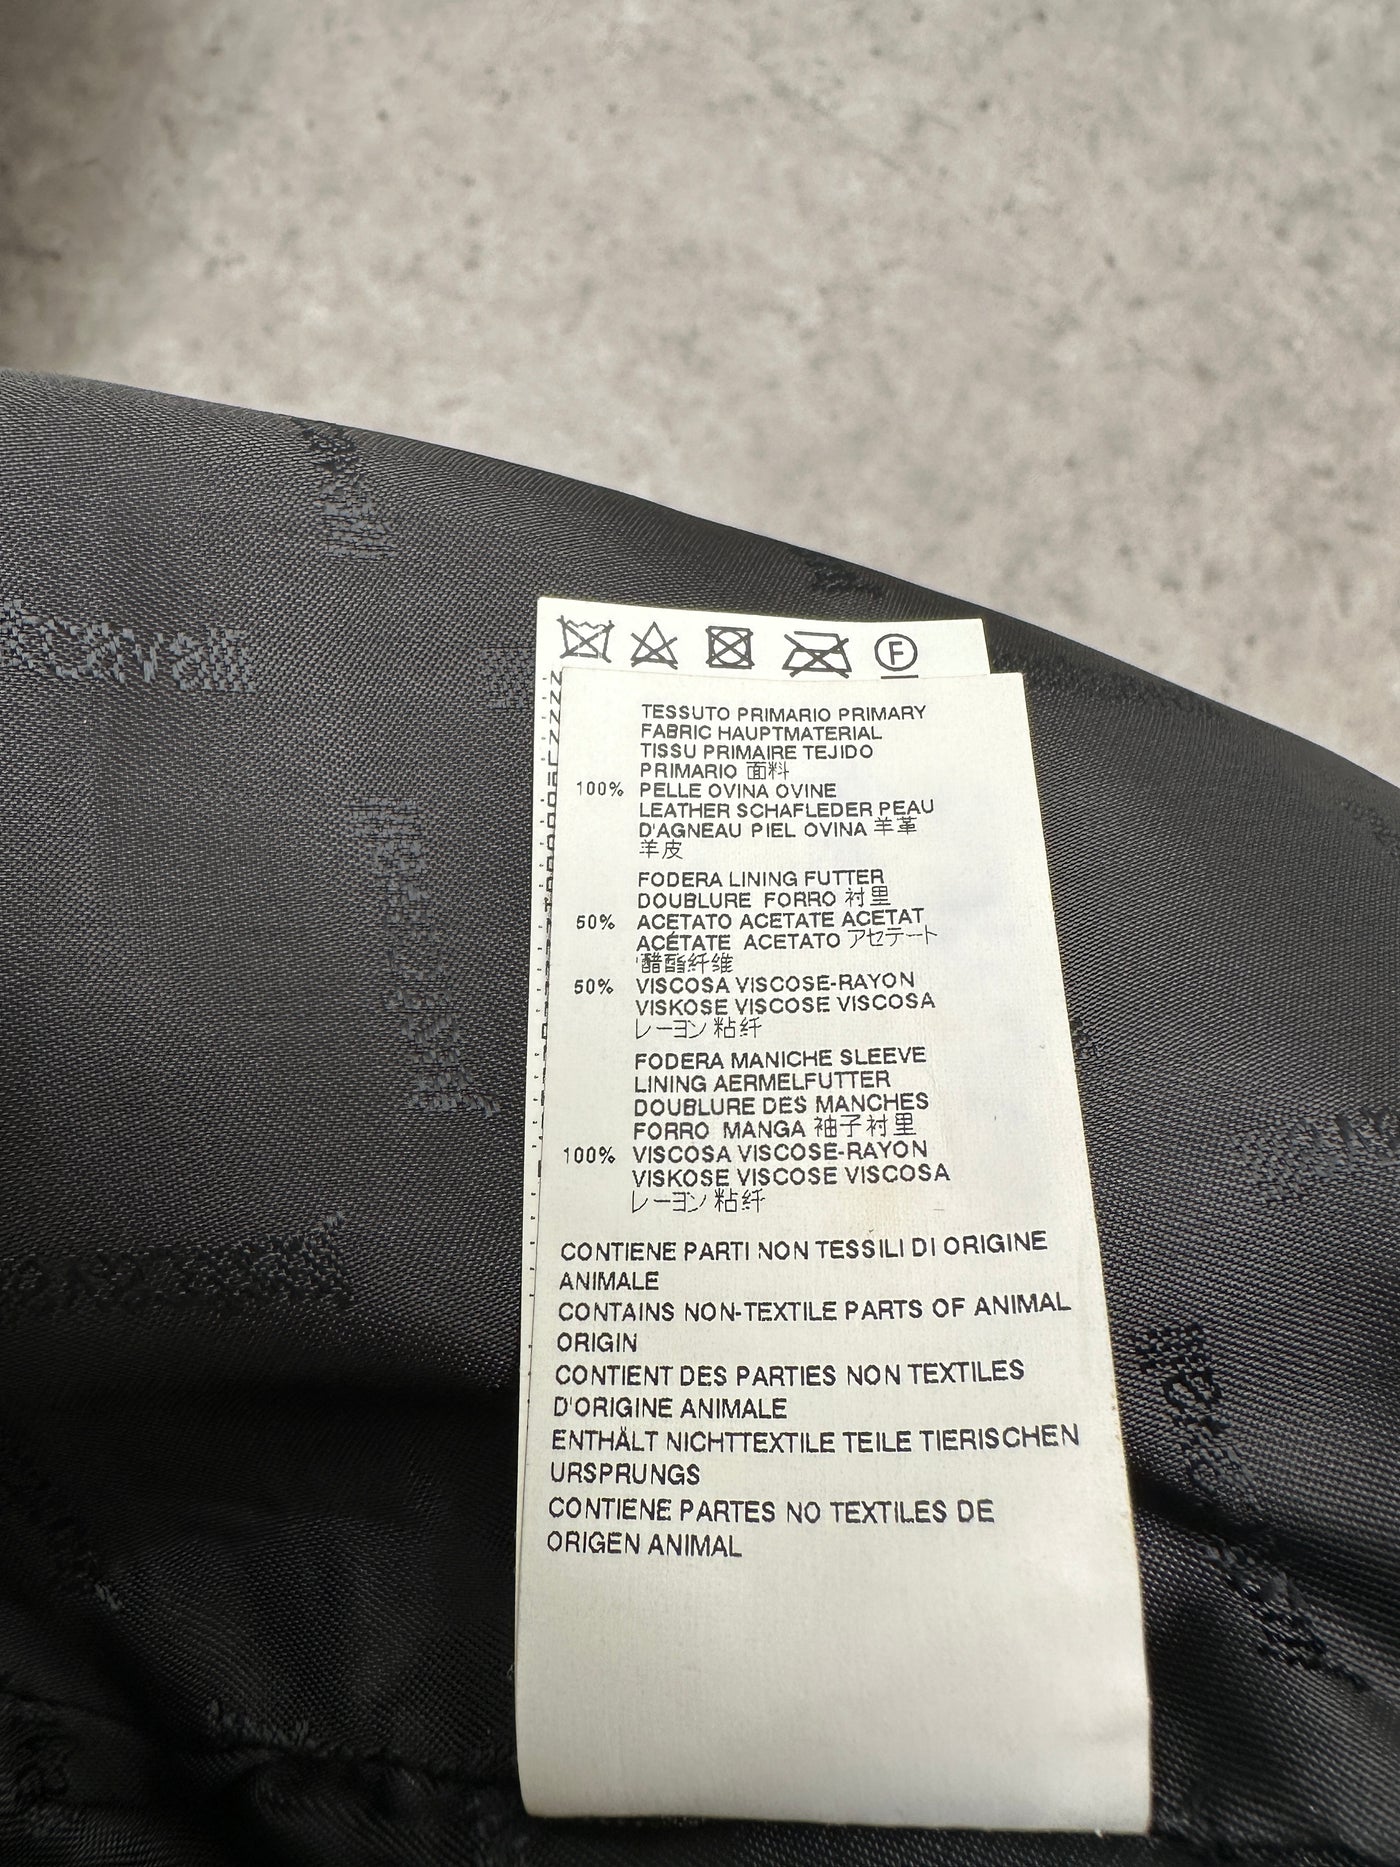 F
TESSUTO PRIMARIO PRIMARY
FABRIC HAUPTMATERIAL
TISSU PRIMAIRE TEJIDO
PRIMARIO 面料
100% PELLE OVINA OVINE
LEATHER SCHAFLEDER PEAU
D'AGNEAU PIEL OVINA 羊革
羊皮
FODERA LINING FUTTER
DOUBLURE FORRO 衬里
50% ACETATO ACETATE ACETAT
ACÉTATE ACETATO アセテート
醋酯纤维
50% VISCOSA VISCOSE-RAYON
VISKOSE VISCOSE VISCOSA
レーヨン 粘纤
FODERA MANICHE SLEEVE
LINING AERMELFUTTER
DOUBLURE DES MANCHES
FORRO MANGA 袖子衬里
100% VISCOSA VISCOSE-RAYON
VISKOSE VISCOSE VISCOSA
レーヨン 粘纤
CONTIENE PARTI NON TESSILI DI ORIGINE
ANIMALE
CONTAINS NON-TEXTILE PARTS OF ANIMAL
ORIGIN
CONTIENT DES PARTIES NON TEXTILES
D'ORIGINE ANIMALE
ENTHÄLT NICHTTEXTILE TEILE TIERISCHEN
URSPRUNGS
CONTIENE PARTES NO TEXTILES DE
ORIGEN ANIMAL